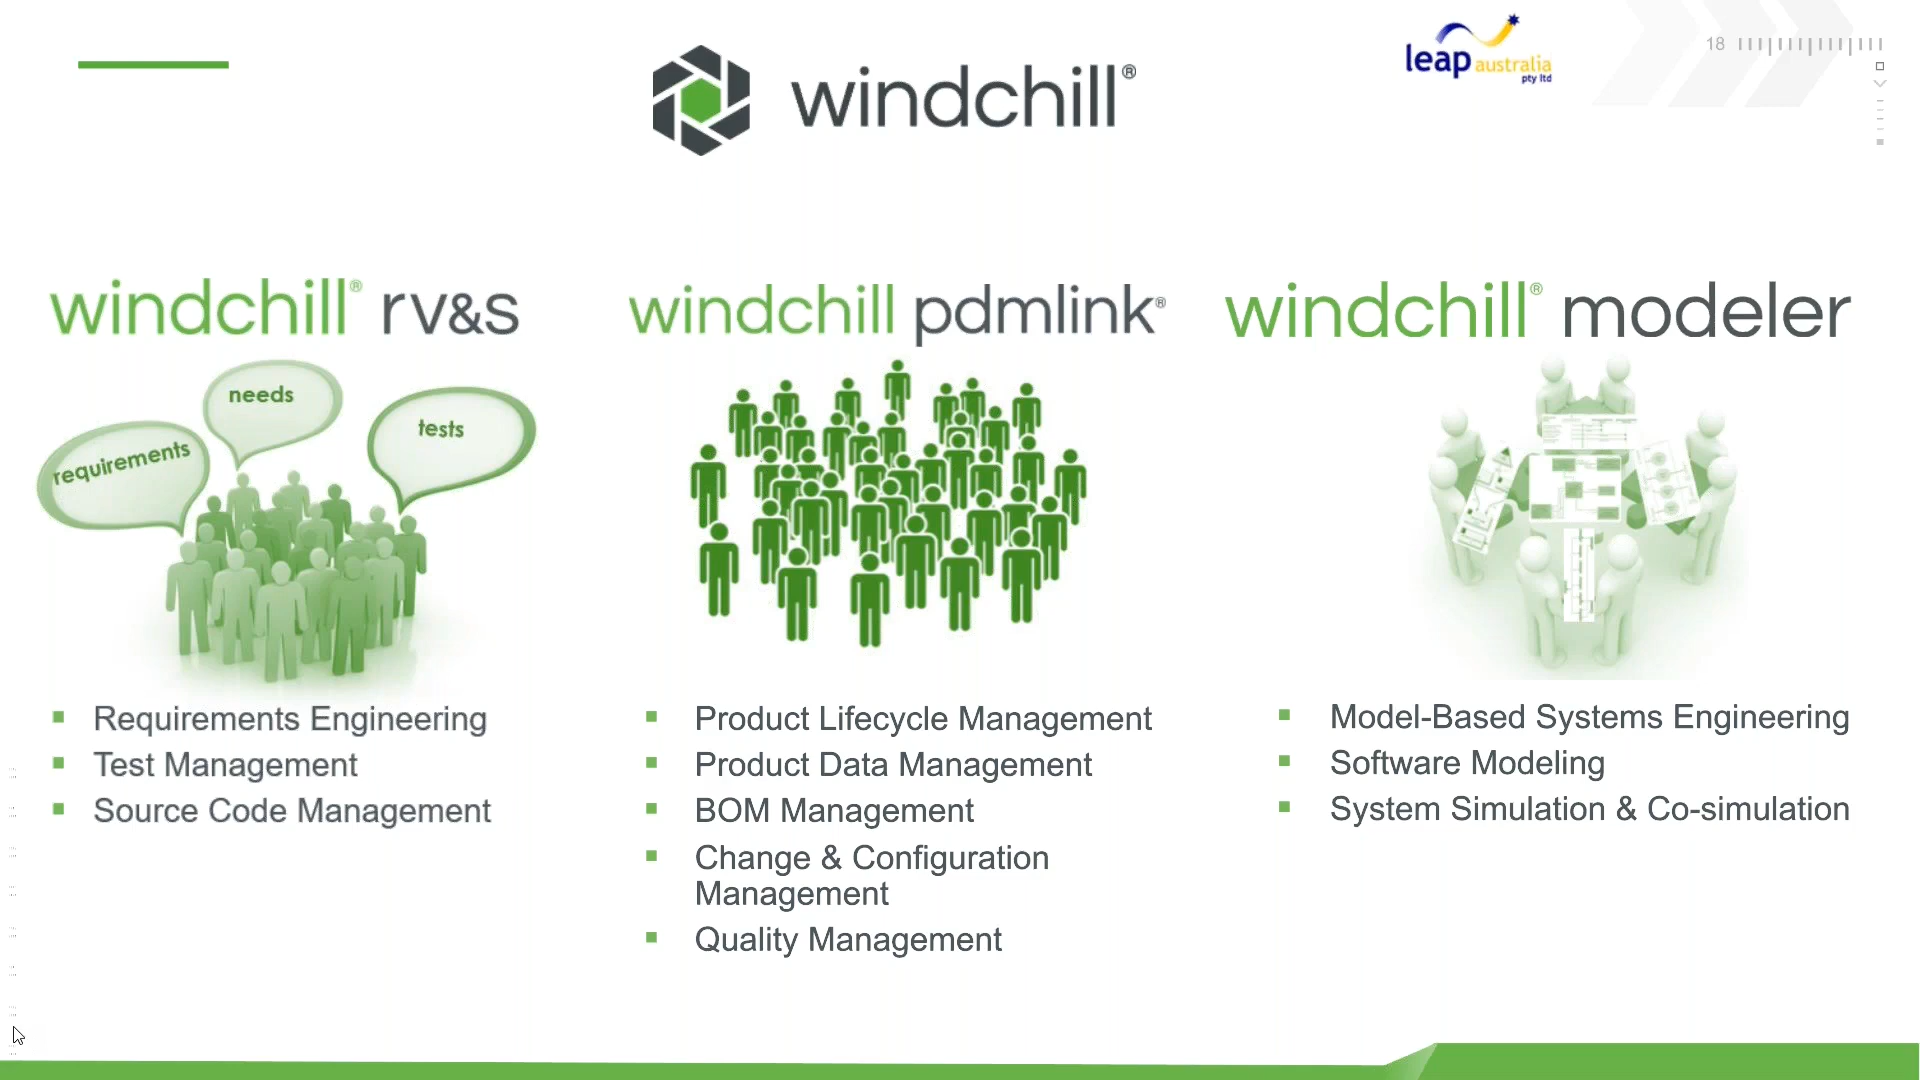 windchill®
leap australia
pty ltd
18
windchill® rv&s
needs
requirements
tests
Requirements Engineering
Test Management
Source Code Management
windchill pdmlink®
Product Lifecycle Management
Product Data Management
BOM Management
Change & Configuration
Management
Quality Management
windchill® modeler
Model-Based Systems Engineering
Software Modeling
System Simulation & Co-simulation